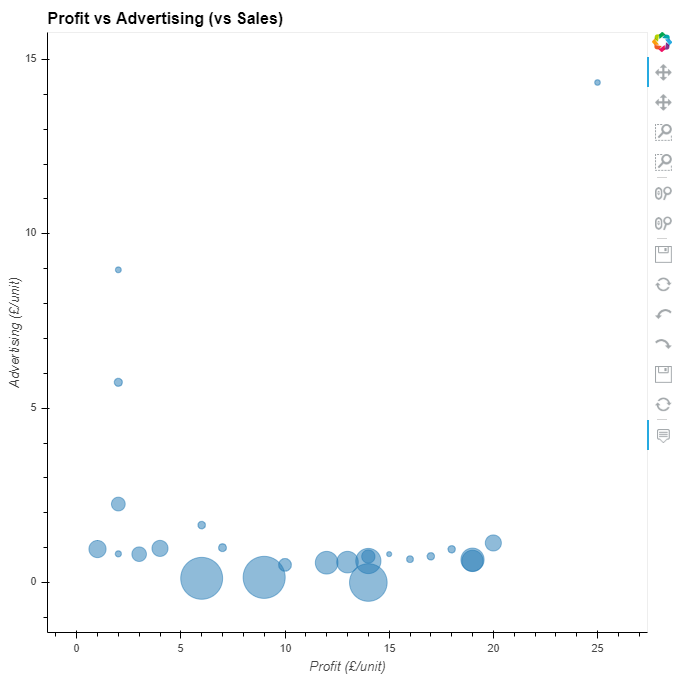 Profit vs Advertising (vs Sales)
15
10
5
0
Advertising (£/unit)
0 5 10 15 20 25
Profit (£/unit)